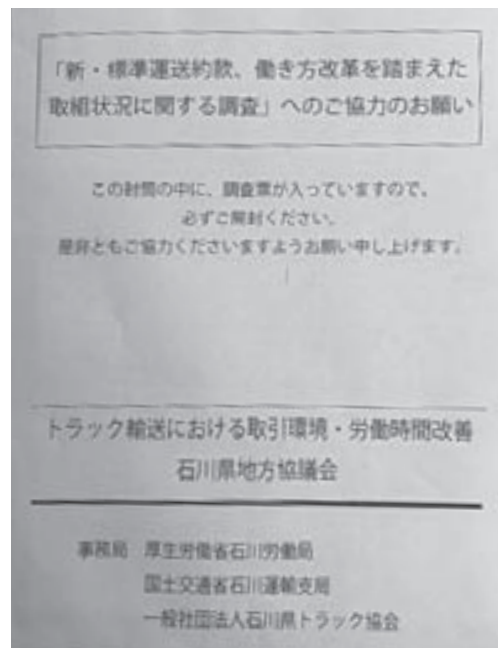 「新・標準運送約款、働き方改革を踏まえた
取組状況に関する調査」へのご協力のお願い
この封筒の中に、調査票が入っていますので、
必ずご開封ください。
是非ともご協力くださいますようお願い申し上げます。
トラック輸送における取引環境・労働時間改善
石川県地方協議会
事務局 厚生労働省石川労働局
国土交通省石川運輸支局
一般社団法人石川県トラック協会